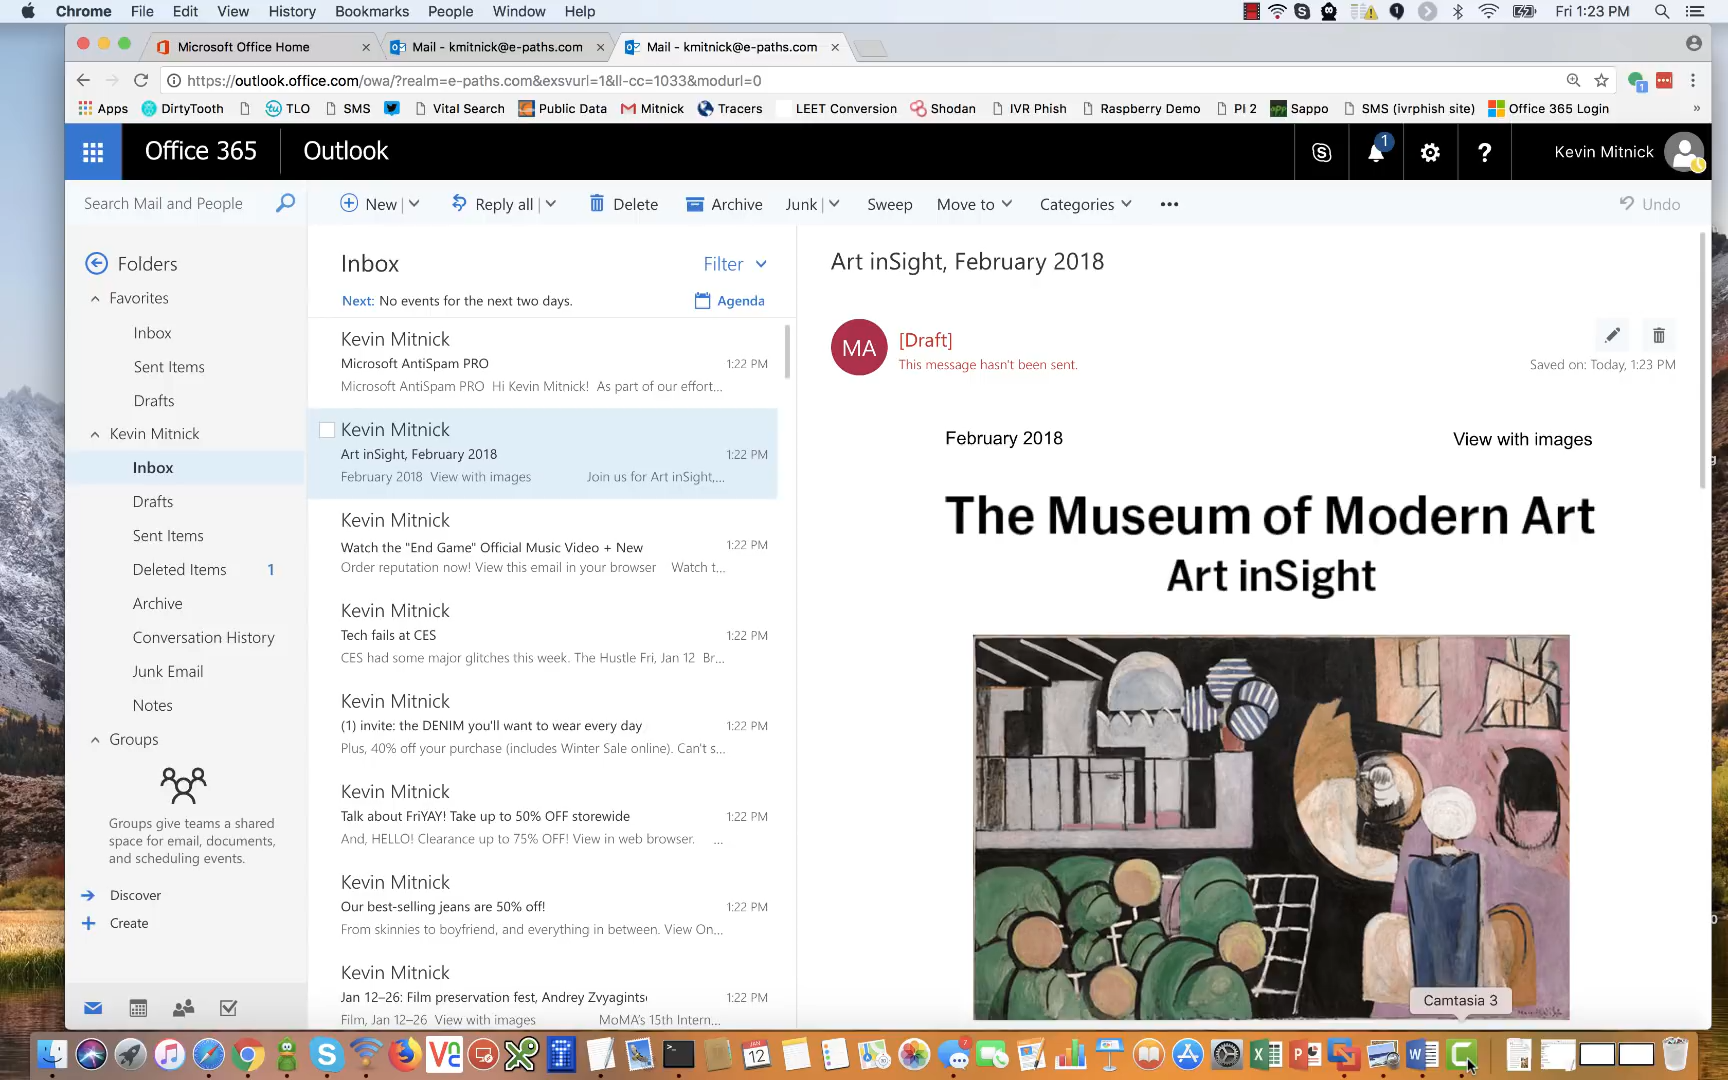 Chrome File Edit View History Bookmarks People Window Help Fri 1:23 PM
Microsoft Office Home Mail - kmitnick@e-paths.com Mail - kmitnick@e-paths.com
https://outlook.office.com/owa/?realm=e-paths.com&exsvurl=1&ll-cc=1033&modurl=0
Apps DirtyTooth TLO SMS Vital Search Public Data Mitnick Tracers LEET Conversion Shodan IVR Phish Raspberry Demo PI 2 Sappo SMS (ivrphish site) Office 365 Login »
Office 365 Outlook 1 ? Kevin Mitnick
Search Mail and People New Reply all Delete Archive Junk Sweep Move to Categories ••• Undo
Folders
Favorites
Inbox
Sent Items
Drafts
Kevin Mitnick
Inbox
Drafts
Sent Items
Deleted Items 1
Archive
Conversation History
Junk Email
Notes
Groups
Groups give teams a shared
space for email, documents,
and scheduling events.
Discover
Create
Inbox Filter
Next: No events for the next two days. Agenda
Kevin Mitnick
Microsoft AntiSpam PRO 1:22 PM
Microsoft AntiSpam PRO Hi Kevin Mitnick! As part of our effort...
Kevin Mitnick
Art inSight, February 2018 1:22 PM
February 2018 View with images Join us for Art inSight,...
Kevin Mitnick
Watch the "End Game" Official Music Video + New 1:22 PM
Order reputation now! View this email in your browser Watch t...
Kevin Mitnick
Tech fails at CES 1:22 PM
CES had some major glitches this week. The Hustle Fri, Jan 12 Br...
Kevin Mitnick
(1) invite: the DENIM you'll want to wear every day 1:22 PM
Plus, 40% off your purchase (includes Winter Sale online). Can't s...
Kevin Mitnick
Talk about FriYAY! Take up to 50% OFF storewide 1:22 PM
And, HELLO! Clearance up to 75% OFF! View in web browser. ...
Kevin Mitnick
Our best-selling jeans are 50% off! 1:22 PM
From skinnies to boyfriend, and everything in between. View On...
Kevin Mitnick
Jan 12–26: Film preservation fest, Andrey Zvyagints 1:22 PM
Film, Jan 12–26 View with images MoMA's 15th Intern...
Art inSight, February 2018
MA
[Draft]
This message hasn't been sent.
Saved on: Today, 1:23 PM
February 2018 View with images
The Museum of Modern Art
Art inSight
Camtasia 3
JAN
12
7